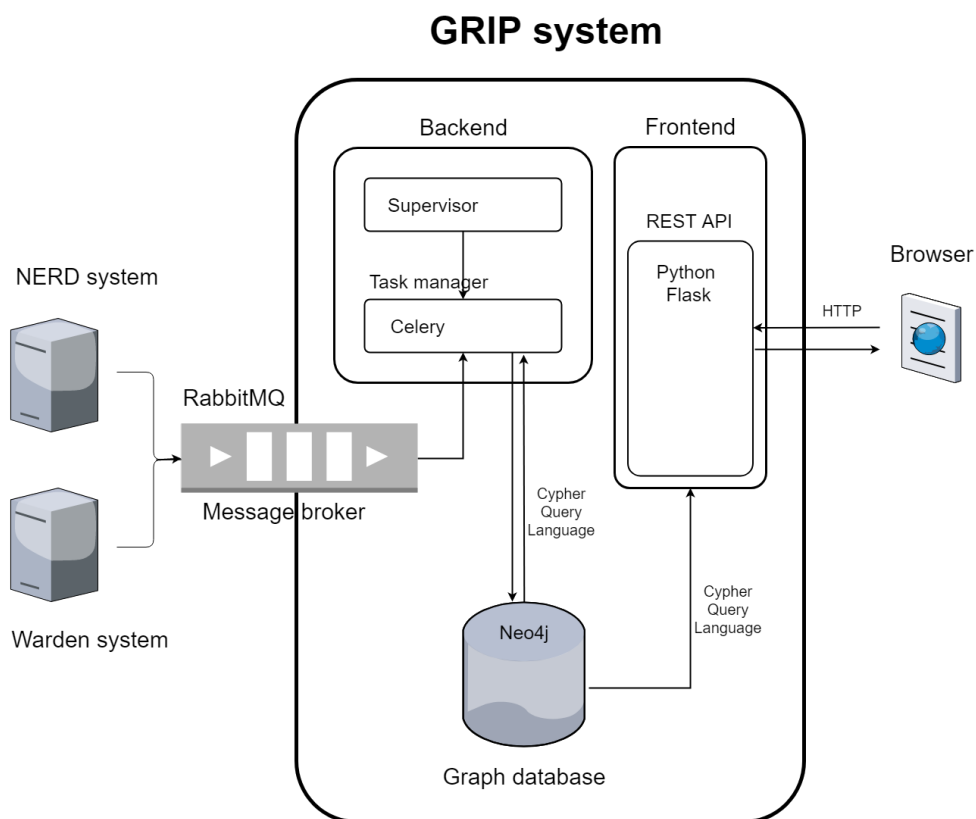 GRIP system
Backend
Frontend
Supervisor
REST API
Python
Flask
Browser
NERD system
Task manager
Celery
HTTP
RabbitMQ
Message broker
Cypher
Query
Language
Cypher
Query
Language
Neo4j
Warden system
Graph database